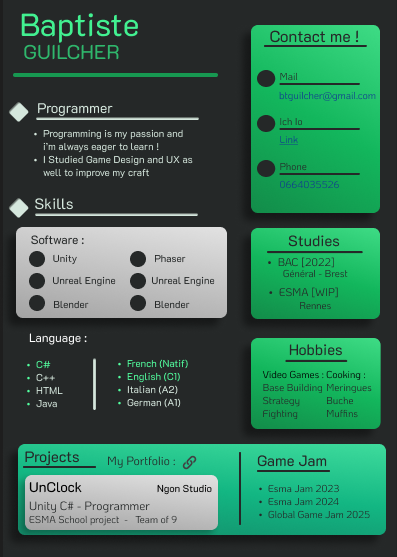 Baptiste
GUILCHER
Programmer
• Programming is my passion and
i'm always eager to learn !
• I Studied Game Design and UX as
well to improve my craft
Skills
Software :
Unity
Phaser
Unreal Engine
Unreal Engine
Blender
Blender
Language :
• C#
• C++
• HTML
• Java
• French (Natif)
• English (C1)
• Italian (A2)
• German (A1)
Contact me !
Mail
btguilcher@gmail.com
Ich Io
Link
Phone
0664035526
Studies
• BAC [2022]
Général - Brest
• ESMA [WIP]
Rennes
Hobbies
Video Games : Cooking :
Base Building Meringues
Strategy Buche
Fighting Muffins
Projects
My Portfolio :
UnClock
Ngon Studio
Unity C# - Programmer
ESMA School project - Team of 9
Game Jam
• Esma Jam 2023
• Esma Jam 2024
• Global Game Jam 2025